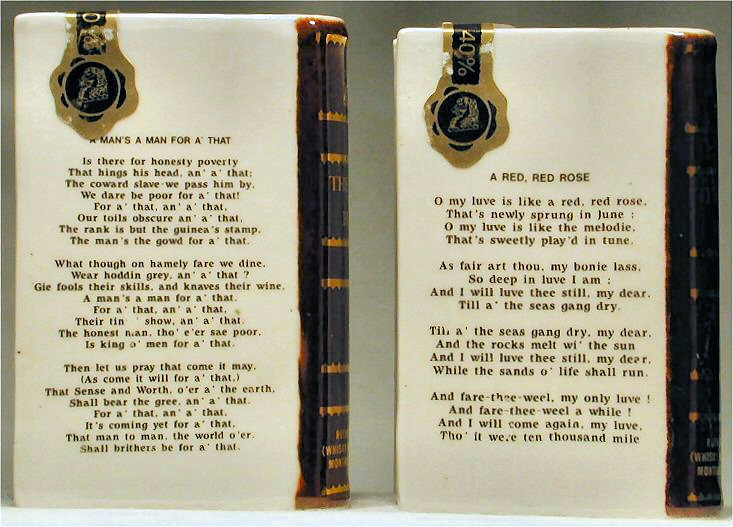 A MAN'S A MAN FOR A' THAT
Is there for honesty poverty
That hings his head, an' a' that;
The coward slave-we pass him by,
We dare be poor for a' that!
For a' that, an' a' that,
Our toils obscure an' a' that,
The rank is but the guinea's stamp,
The man's the gowd for a' that.
What though on hamely fare we dine,
Wear hoddin grey, an' a' that ?
Gie fools their skills, and knaves their wine,
A man's a man for a' that.
For a' that, an' a' that,
Their show, an' a' that.
The honest man, tho' e'er sae poor,
Is king o' men for a' that.
Then let us pray that come it may,
(As come it will for a' that,)
That Sense and Worth, o'er a' the earth,
Shall bear the gree, an' a' that.
For a' that, an' a' that,
It's coming yet for a' that,
That man to man, the world o'er,
Shall brithers be for a' that.
40%
A RED, RED ROSE
O my luve is like a red, red rose,
That's newly sprung in June :
O my luve is like the melodie,
That's sweetly play'd in tune.
As fair art thou, my bonie lass,
So deep in luve I am :
And I will luve thee still, my dear,
Till a' the seas gang dry.
Till a' the seas gang dry, my dear,
And the rocks melt wi' the sun
And I will luve thee still, my dear,
While the sands o' life shall run.
And fare-thee-weel, my only luve !
And fare-thee-weel a while !
And I will come again, my luve,
Tho' it were ten thousand mile